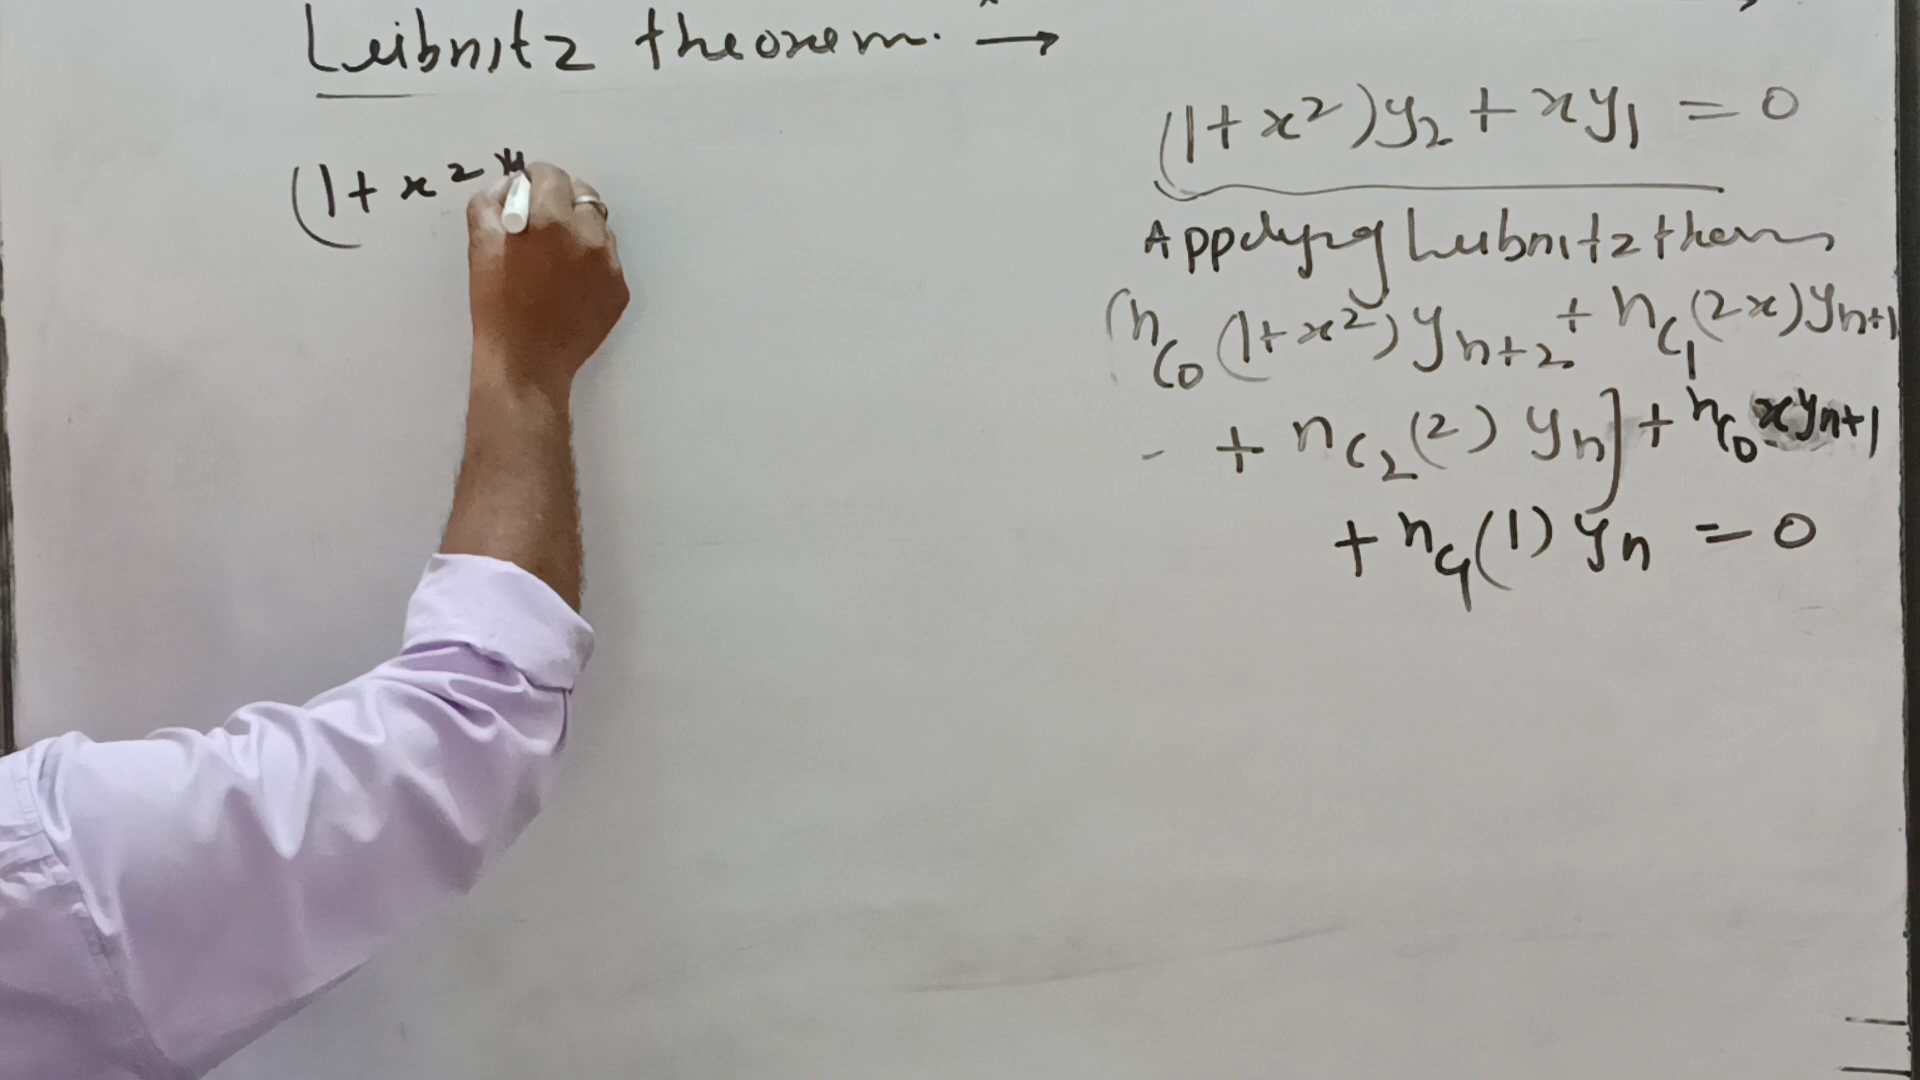 Leibnitz theorem. →
(1+x²)y
(1+x²)y₂ + xy₁ = 0
Applying Leibnitz
[nc₀ (1+x²) yₙ₊₂ + nc₁ (2x) yₙ₊₁
+ nc₂ (2) yₙ] + nc₀ xyₙ₊₁
+ nc₁ (1) yₙ = 0